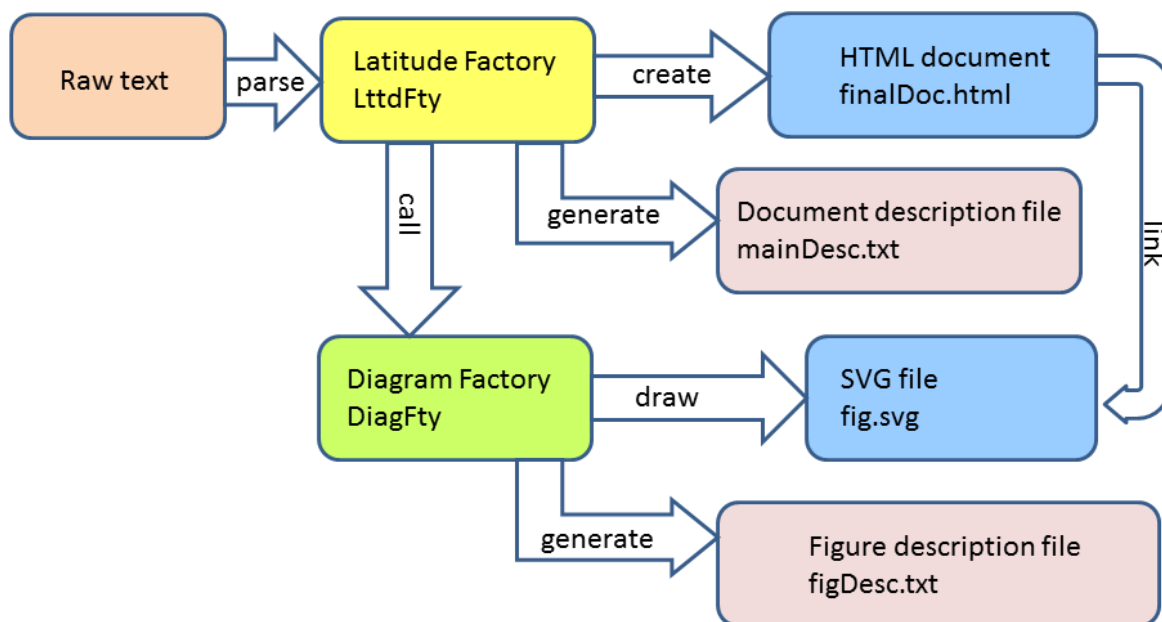 Raw text
parse
Latitude Factory
LttdFty
create
HTML document
finalDoc.html
call
generate
Document description file
mainDesc.txt
link
Diagram Factory
DiagFty
draw
SVG file
fig.svg
generate
Figure description file
figDesc.txt